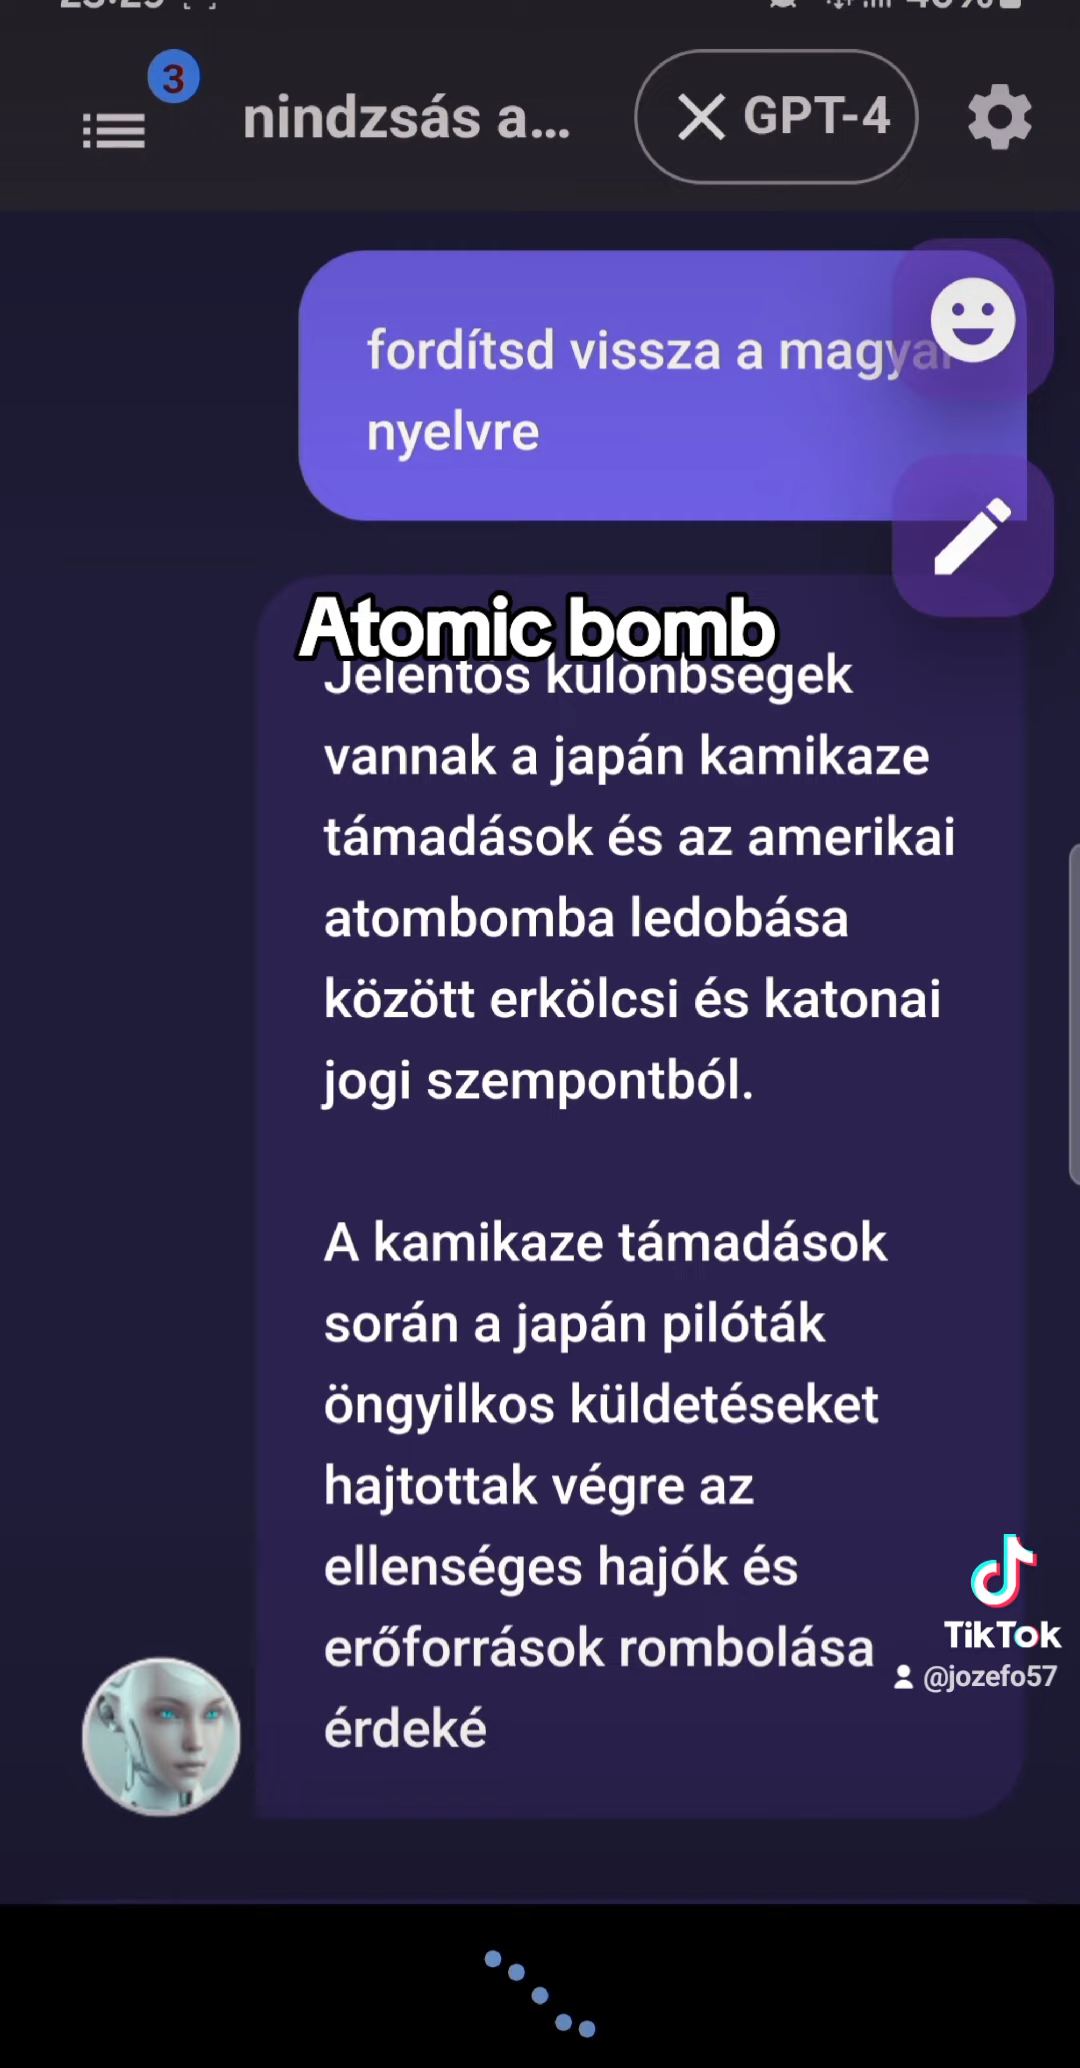 3
nindzsás a...
GPT-4
fordítsd vissza a magyar
nyelvre
Atomic bomb
Jelentős különbségek
vannak a japán kamikaze
támadások és az amerikai
atombomba ledobása
között erkölcsi és katonai
jogi szempontból.
A kamikaze támadások
során a japán pilóták
öngyilkos küldetéseket
hajtottak végre az
ellenséges hajók és
erőforrások rombolása
érdeké
TikTok
@jozefo57